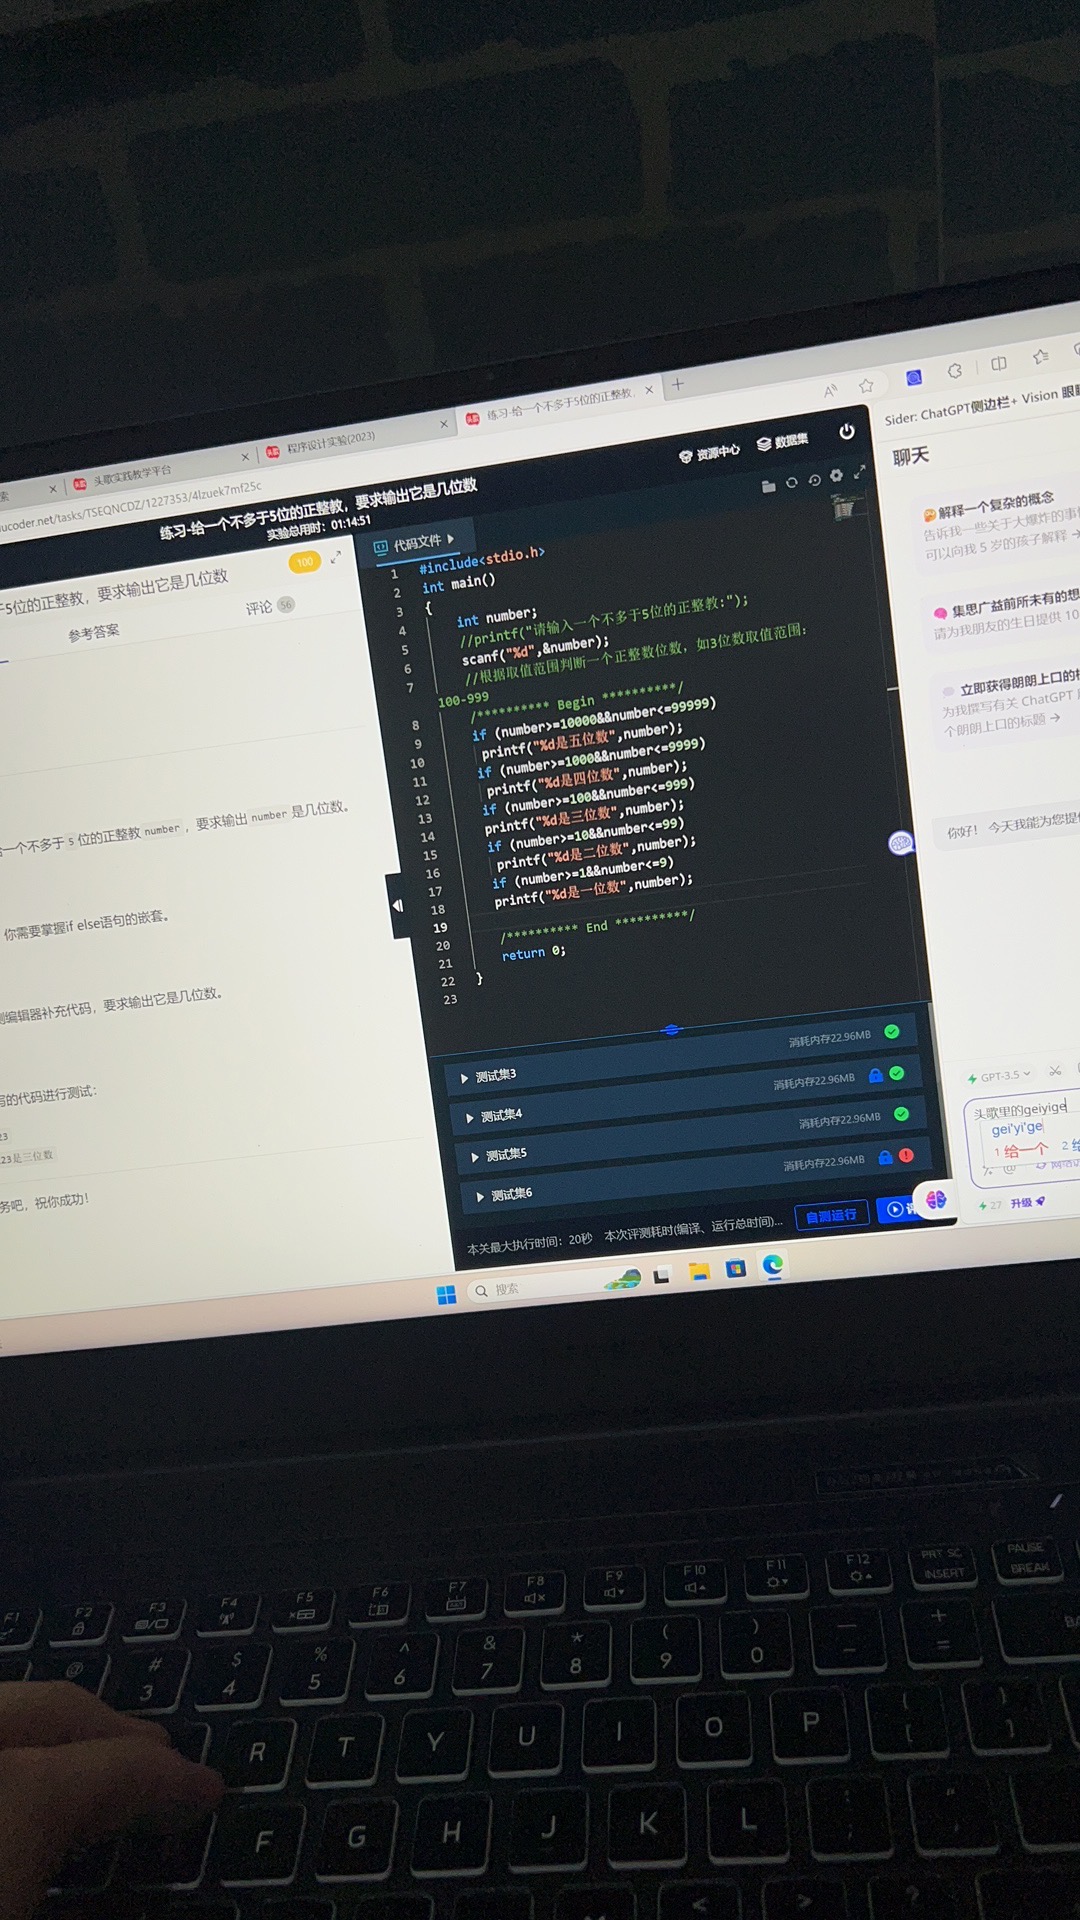 索
头歌实践教学平台
程序设计实验(2023)
练习-给一个不多于5位的正整教,
ucoder.net/tasks/TSEQNCDZ/1227353/4lzuek7mf25c
练习-给一个不多于5位的正整教，要求输出它是几位数
实验总用时：01:14:51
资源中心
数据集
5位的正整教，要求输出它是几位数
100
参考答案
评论 56
一个不多于 5 位的正整教 number ，要求输出 number 是几位数。
你需要掌握if else语句的嵌套。
编辑器补充代码，要求输出它是几位数。
写的代码进行测试：
23
23是三位数
务吧，祝你成功！
代码文件
1 #include<stdio.h>
2 int main()
3 {
4 int number;
5 //printf("请输入一个不多于5位的正整教:");
6 scanf("%d",&number);
7 //根据取值范围判断一个正整数位数，如3位数取值范围：
100-999
8 /********** Begin **********/
9 if (number>=10000&&number<=99999)
10 printf("%d是五位数",number);
11 if (number>=1000&&number<=9999)
12 printf("%d是四位数",number);
13 if (number>=100&&number<=999)
14 printf("%d是三位数",number);
15 if (number>=10&&number<=99)
16 printf("%d是二位数",number);
17 if (number>=1&&number<=9)
18 printf("%d是一位数",number);
19
20 /********** End **********/
21 return 0;
22 }
23
测试集3 消耗内存22.96MB
测试集4 消耗内存22.96MB
测试集5 消耗内存22.96MB
测试集6 消耗内存22.96MB
本关最大执行时间：20秒 本次评测耗时(编译、运行总时间)...
自测运行
评
Sider: ChatGPT侧边栏+ Vision
聊天
解释一个复杂的概念
告诉我一些关于大爆炸的事
可以向我 5 岁的孩子解释 →
集思广益前所未有的想
请为我朋友的生日提供 10
立即获得朗朗上口的
为我撰写有关 ChatGPT
个朗朗上口的标题 →
你好！ 今天我能为您提
GPT-3.5
头歌里的geiyige
gei'yi'ge
1 给一个 2 给
27 升级
搜索
F1
F2
F3
F4
F5
F6
F7
F8
F9
F10
F11
F12
PRT SC
INSERT
PAUSE
BREAK
@
# 3
$ 4
% 5
^ 6
& 7
* 8
( 9
) 0
— -
+ =
R T Y U I O P
F G H J K L
< > ?